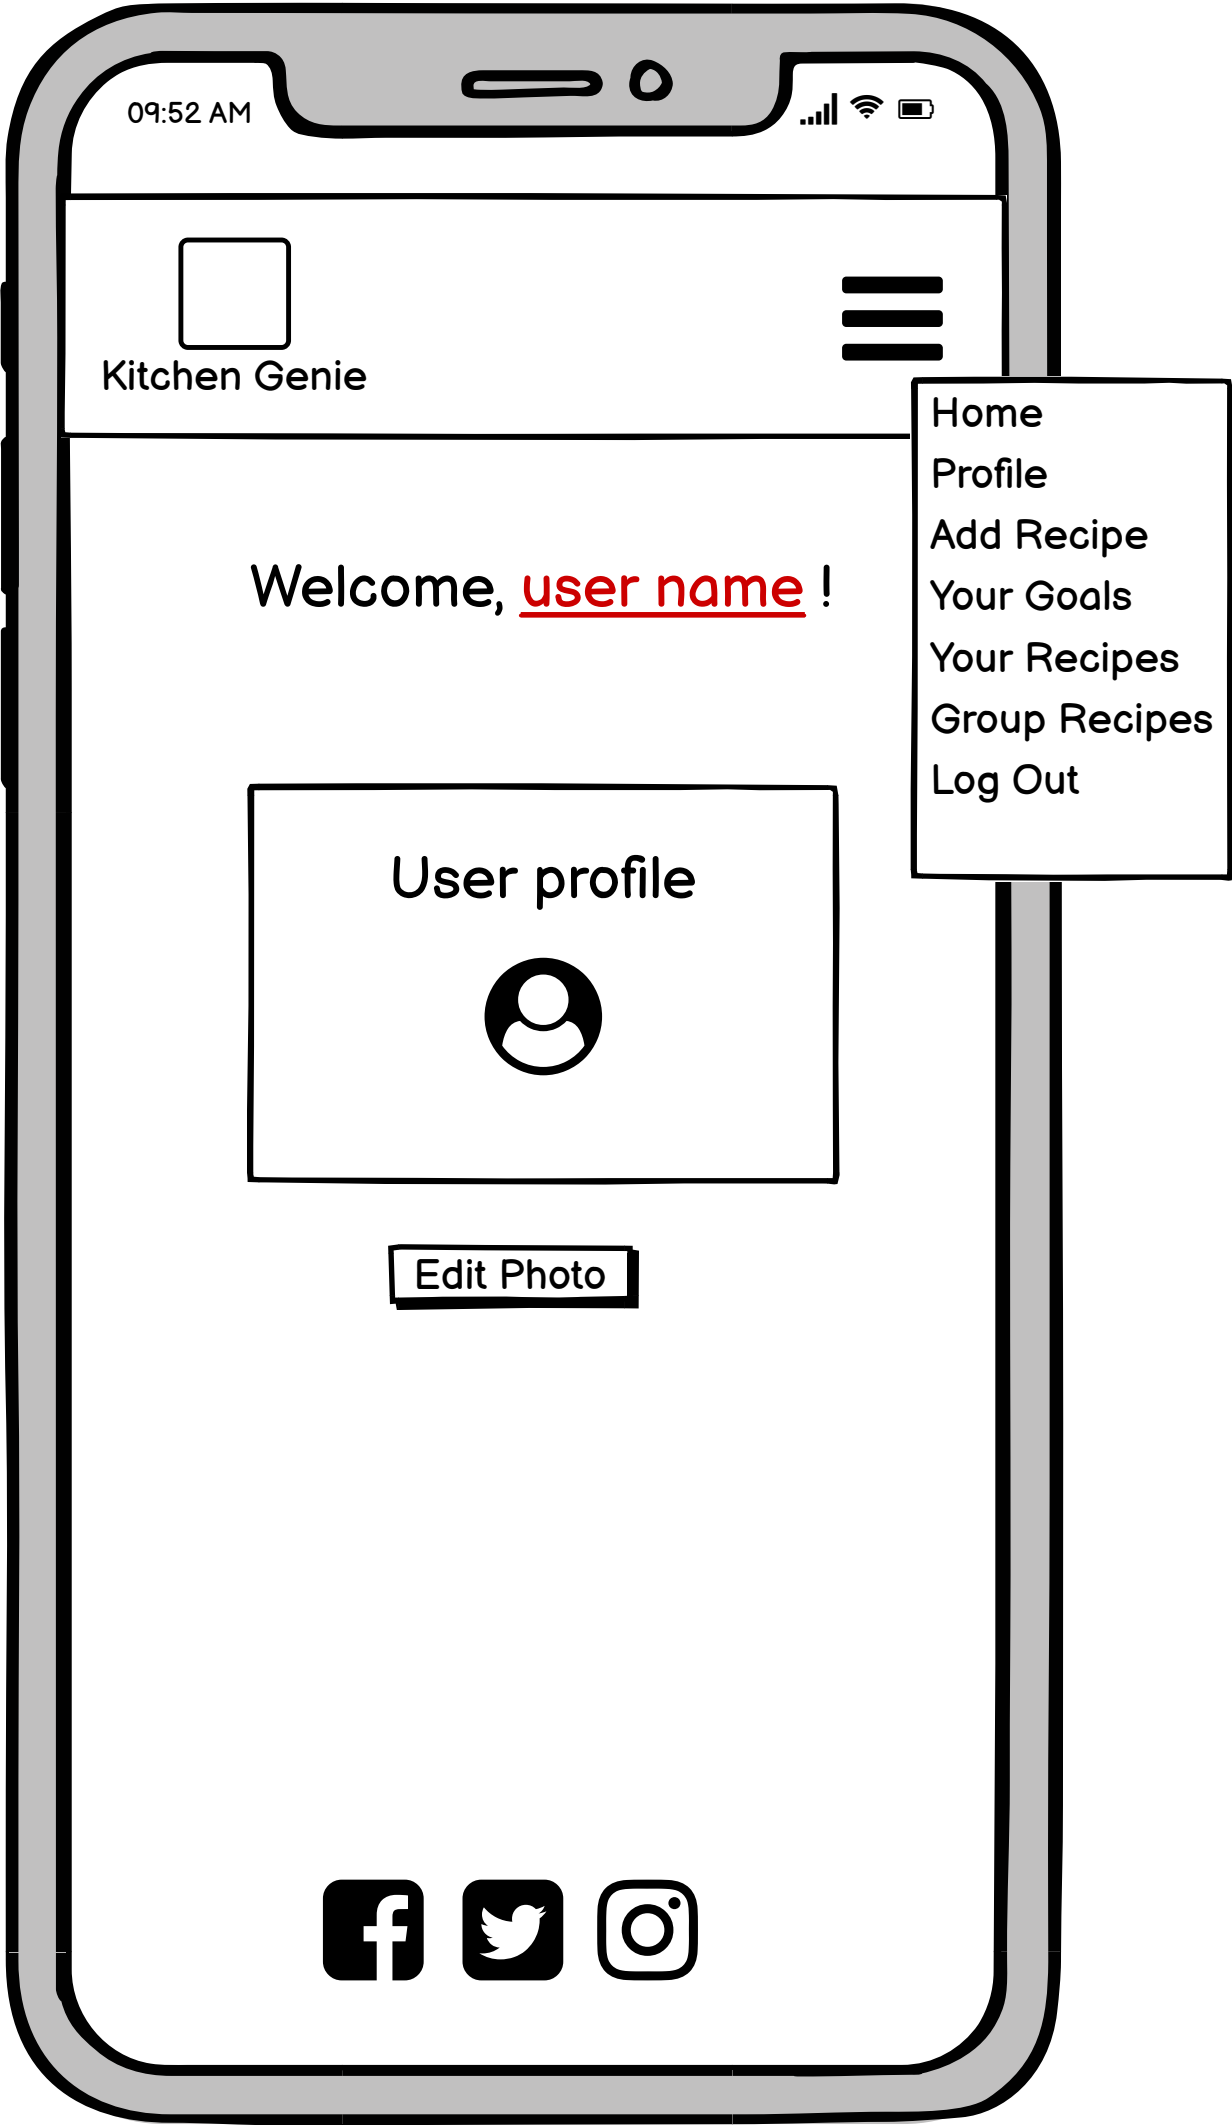 09:52 AM
Kitchen Genie
Home
Profile
Add Recipe
Your Goals
Your Recipes
Group Recipes
Log Out
Welcome, user name !
User profile
Edit Photo